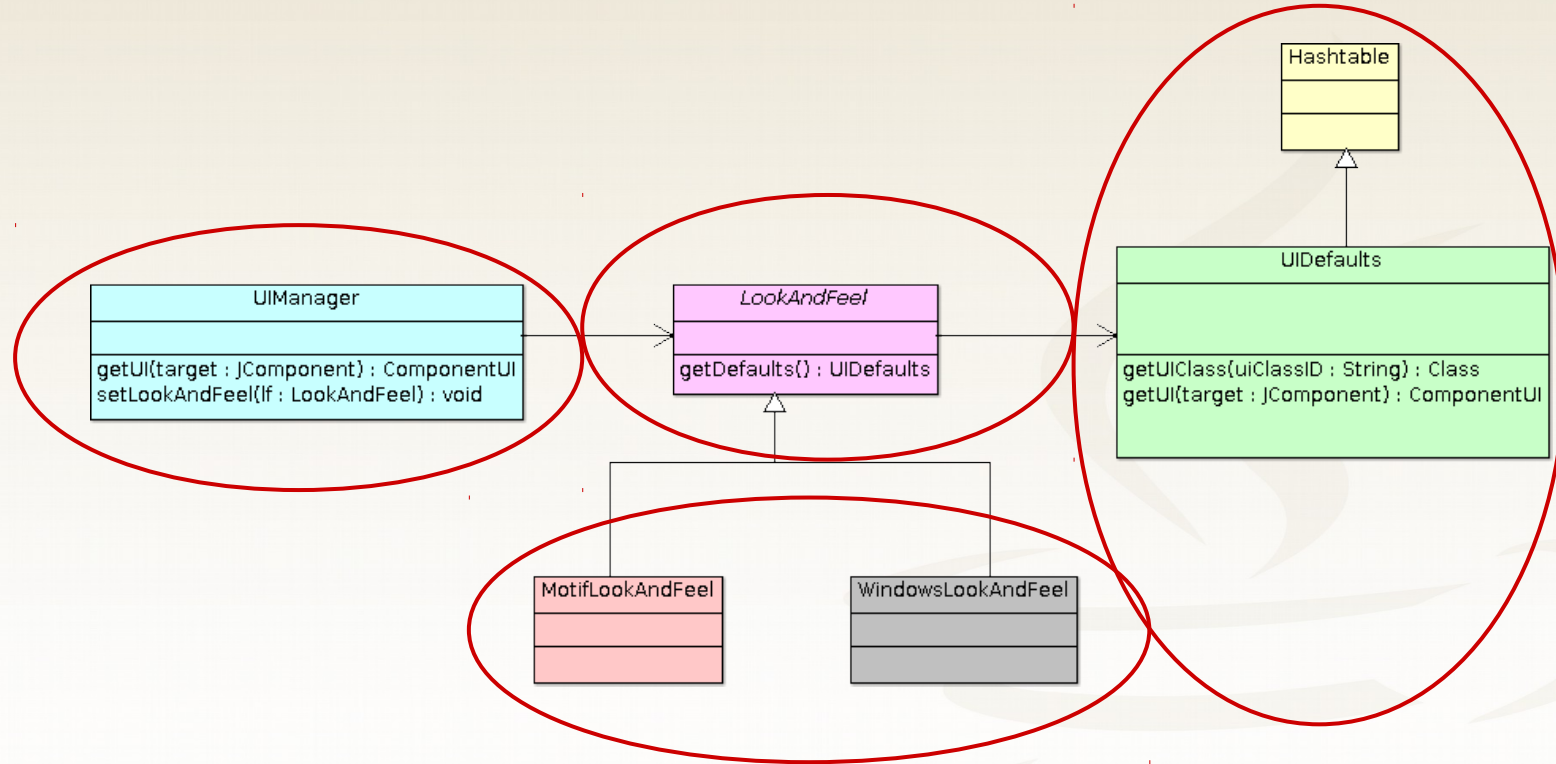 Hashtable
UIDefaults
getUIClass(uiClassID : String) : Class
getUI(target : JComponent) : ComponentUI
UIManager
getUI(target : JComponent) : ComponentUI
setLookAndFeel(lf : LookAndFeel) : void
LookAndFeel
getDefaults() : UIDefaults
MotifLookAndFeel
WindowsLookAndFeel